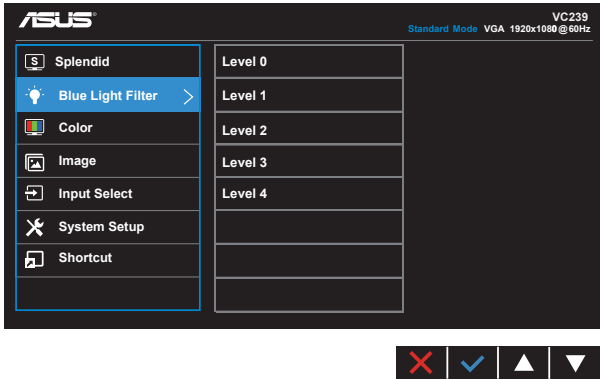 ASUS
VC239
Standard Mode VGA 1920x1080@60Hz
S Splendid
Blue Light Filter
Color
Image
Input Select
System Setup
Shortcut
Level 0
Level 1
Level 2
Level 3
Level 4